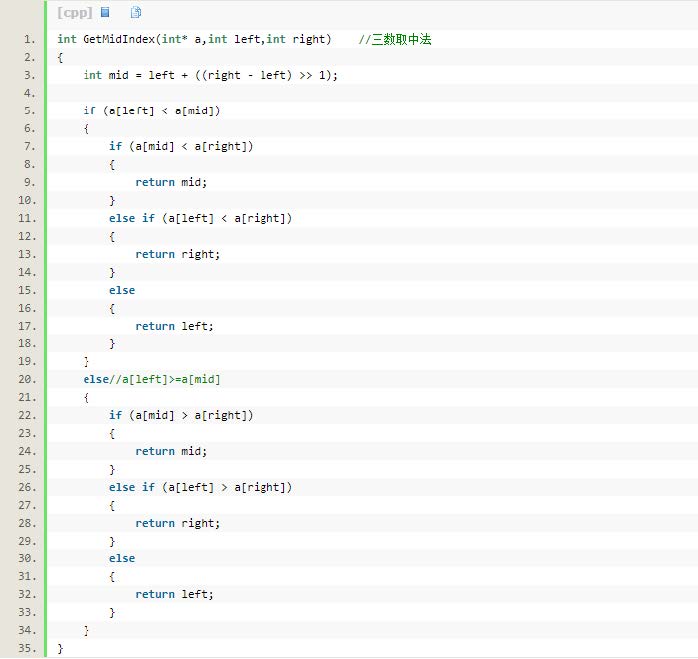 [cpp]
1. int GetMidIndex(int* a,int left,int right)    //三数取中法
2. {
3.     int mid = left + ((right - left) >> 1);
4.
5.     if (a[left] < a[mid])
6.     {
7.         if (a[mid] < a[right])
8.         {
9.             return mid;
10.         }
11.         else if (a[left] < a[right])
12.         {
13.             return right;
14.         }
15.         else
16.         {
17.             return left;
18.         }
19.     }
20.     else//a[left]>=a[mid]
21.     {
22.         if (a[mid] > a[right])
23.         {
24.             return mid;
25.         }
26.         else if (a[left] > a[right])
27.         {
28.             return right;
29.         }
30.         else
31.         {
32.             return left;
33.         }
34.     }
35. }